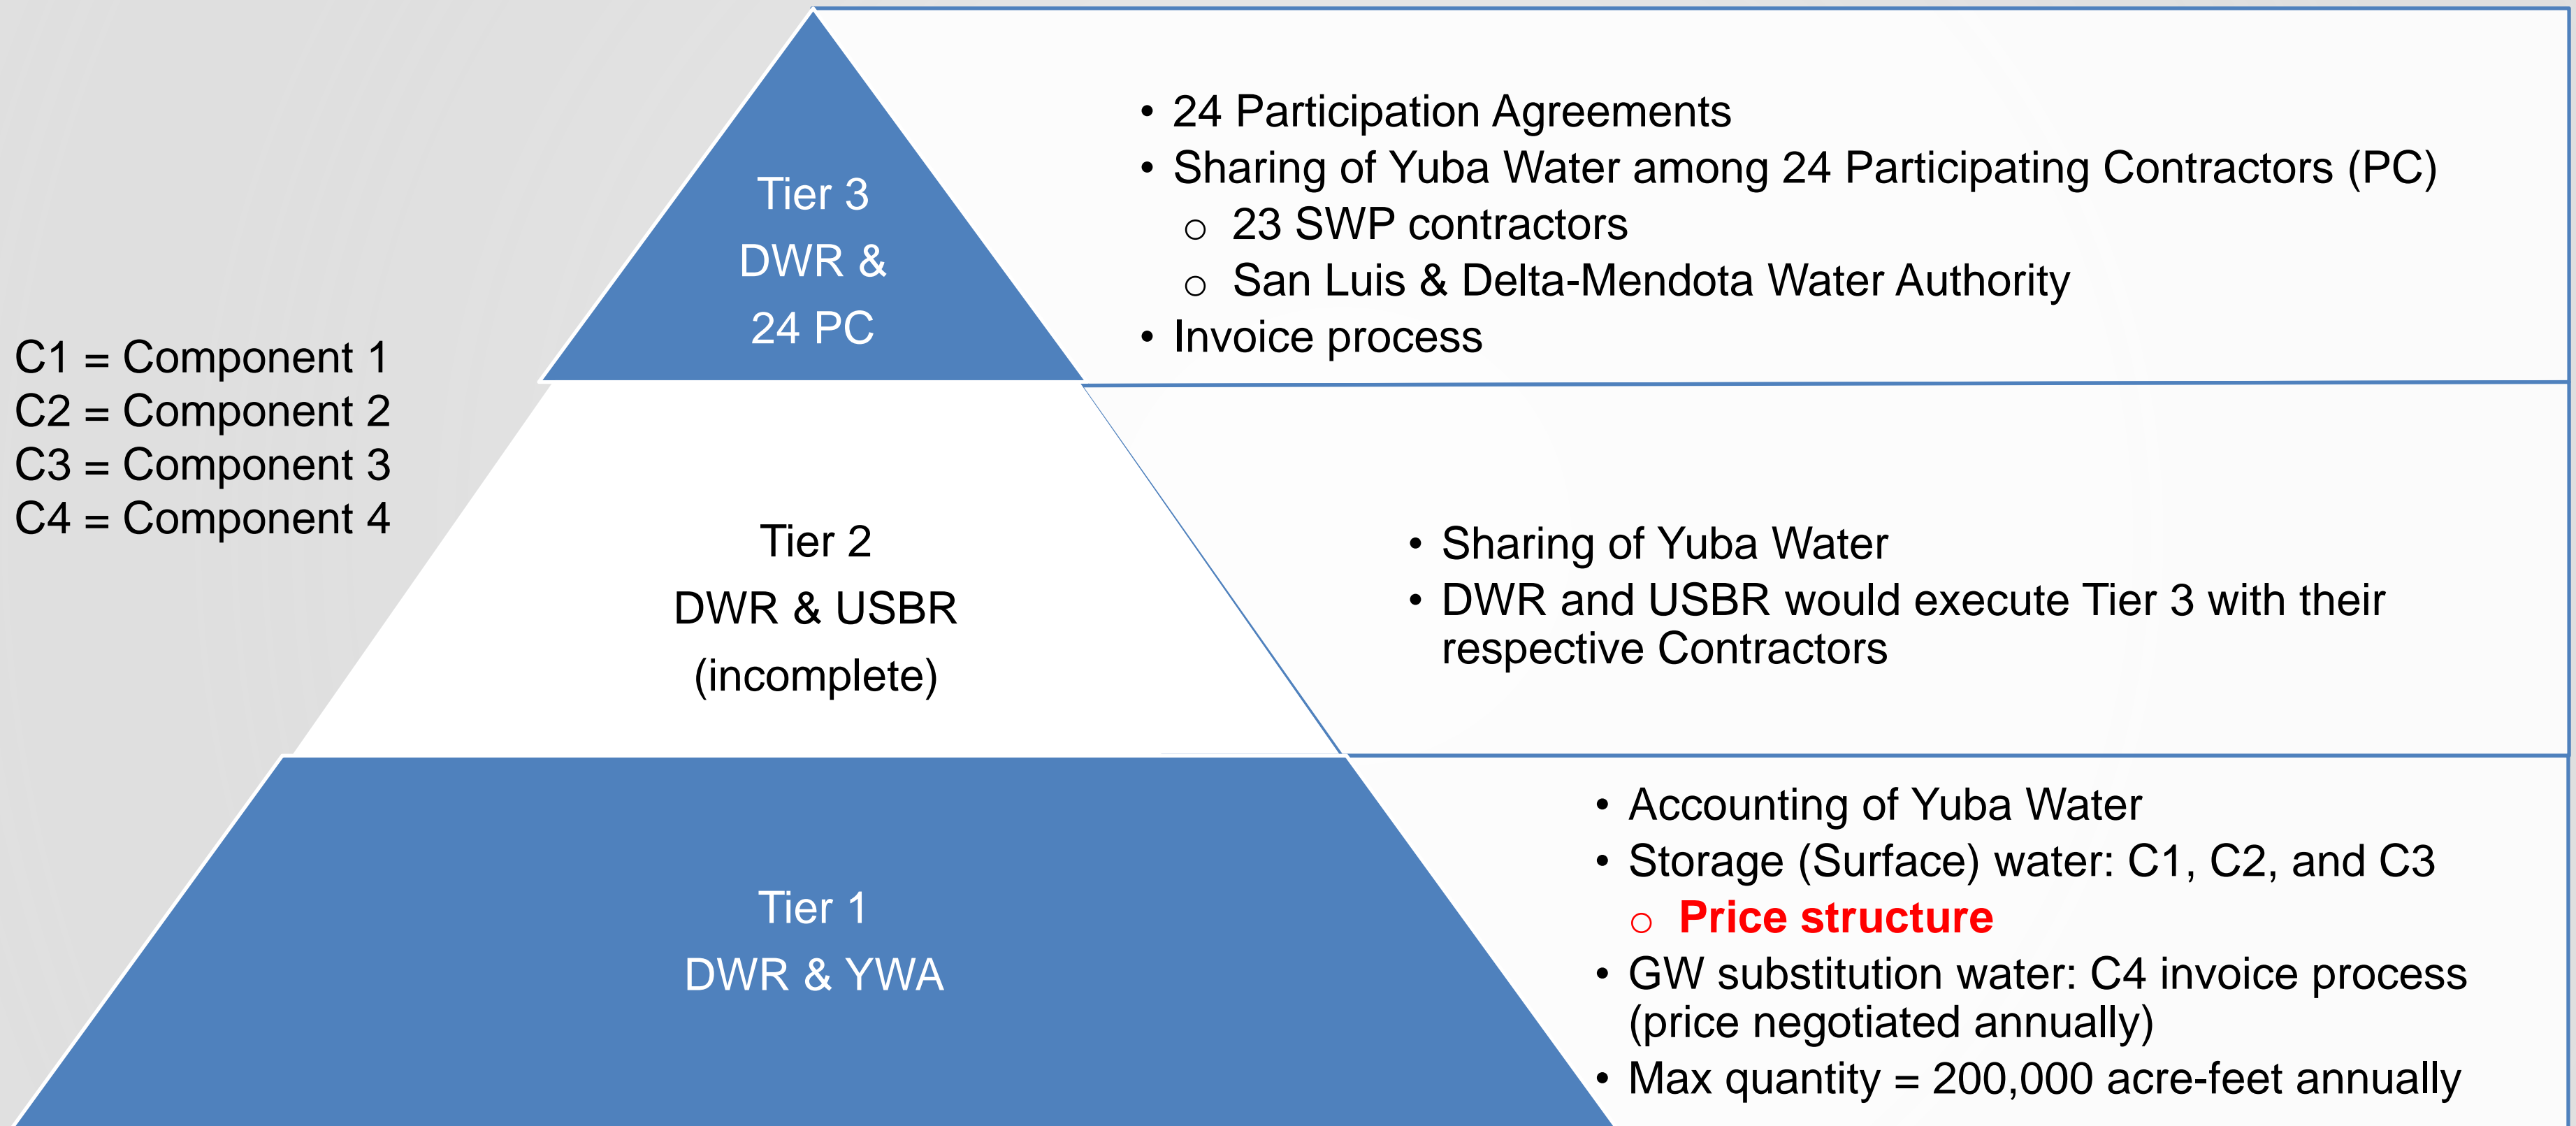 C1 = Component 1
C2 = Component 2
C3 = Component 3
C4 = Component 4
Tier 3
DWR &
24 PC
• 24 Participation Agreements
• Sharing of Yuba Water among 24 Participating Contractors (PC)
o 23 SWP contractors
o San Luis & Delta-Mendota Water Authority
• Invoice process
Tier 2
DWR & USBR
(incomplete)
• Sharing of Yuba Water
• DWR and USBR would execute Tier 3 with their
respective Contractors
Tier 1
DWR & YWA
• Accounting of Yuba Water
• Storage (Surface) water: C1, C2, and C3
o Price structure
• GW substitution water: C4 invoice process
(price negotiated annually)
• Max quantity = 200,000 acre-feet annually